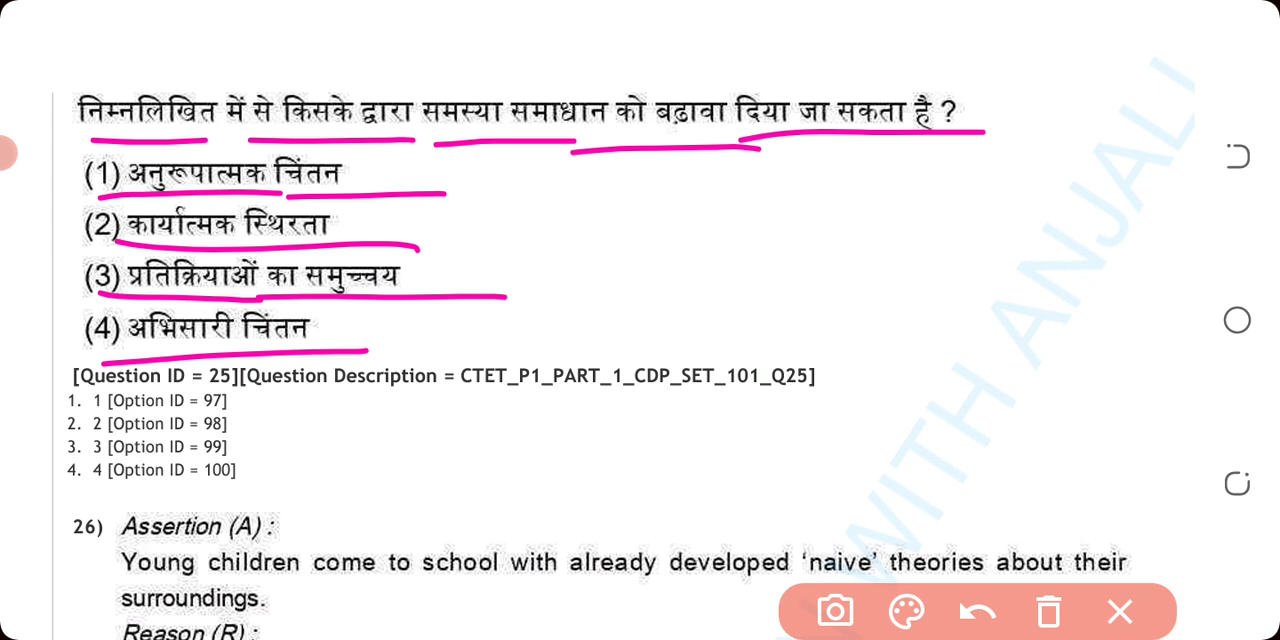 निम्नलिखित में से किसके द्वारा समस्या समाधान को बढ़ावा दिया जा सकता है ?
(1) अनुरूपात्मक चिंतन
(2) कार्यात्मक स्थिरता
(3) प्रतिक्रियाओं का समुच्चय
(4) अभिसारी चिंतन
[Question ID = 25][Question Description = CTET_P1_PART_1_CDP_SET_101_Q25]
1. 1 [Option ID = 97]
2. 2 [Option ID = 98]
3. 3 [Option ID = 99]
4. 4 [Option ID = 100]
26) Assertion (A) :
Young children come to school with already developed ‘naive’ theories about their
surroundings.
Reason (R) :
WITH ANJALI